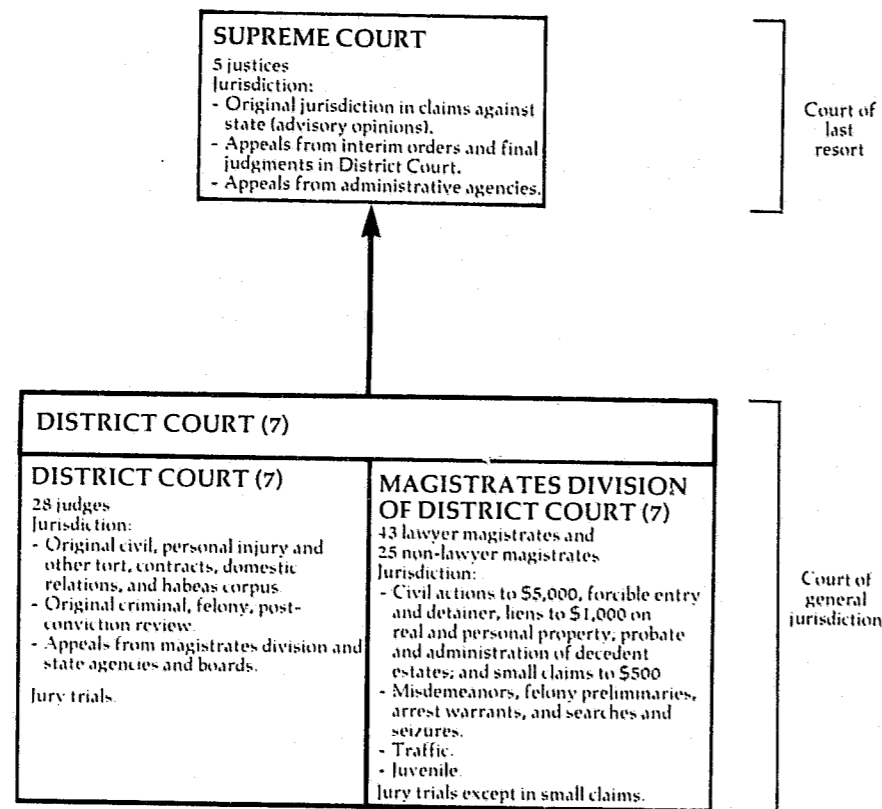 SUPREME COURT
5 justices
Jurisdiction:
- Original jurisdiction in claims against
state (advisory opinions).
- Appeals from interim orders and final
judgments in District Court.
- Appeals from administrative agencies.
Court of
last
resort
DISTRICT COURT (7)
DISTRICT COURT (7)
28 judges
Jurisdiction:
- Original civil, personal injury and
other tort, contracts, domestic
relations, and habeas corpus
- Original criminal, felony, post-
conviction review.
- Appeals from magistrates division and
state agencies and boards.
Jury trials.
MAGISTRATES DIVISION
OF DISTRICT COURT (7)
43 lawyer magistrates and
25 non-lawyer magistrates
Jurisdiction:
- Civil actions to $5,000, forcible entry
and detainer, liens to $1,000 on
real and personal property; probate
and administration of decedent
estates; and small claims to $500
- Misdemeanors, felony preliminaries,
arrest warrants, and searches and
seizures.
- Traffic.
- Juvenile.
Jury trials except in small claims.
Court of
general
jurisdiction